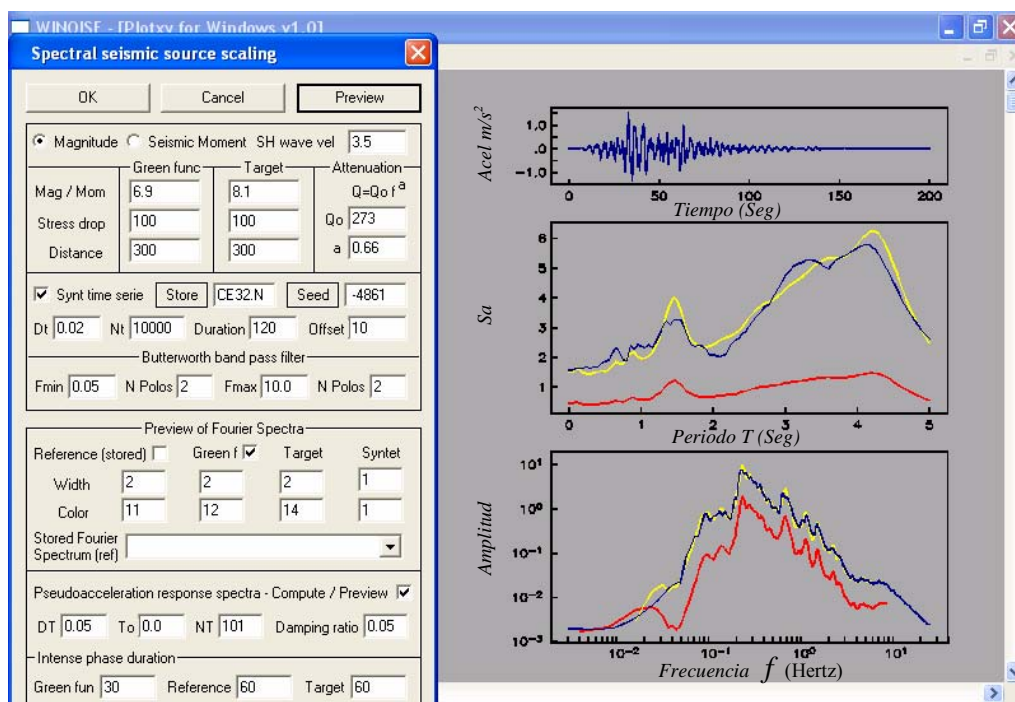 WINOISE - [Plotxy for Windows v1.0]
Spectral seismic source scaling
OK Cancel Preview
Magnitude Seismic Moment SH wave vel 3.5
Green func Target Attenuation
Mag / Mom 6.9 8.1 Q=Qo f a
Stress drop 100 100 Qo 273
Distance 300 300 a 0.66
Synt time serie Store CE32.N Seed -4861
Dt 0.02 Nt 10000 Duration 120 Offset 10
Butterworth band pass filter
Fmin 0.05 N Polos 2 Fmax 10.0 N Polos 2
Preview of Fourier Spectra
Reference (stored) Green f Target Syntet
Width 2 2 2 1
Color 11 12 14 1
Stored Fourier
Spectrum (ref)
Pseudoacceleration response spectra - Compute / Preview
DT 0.05 To 0.0 NT 101 Damping ratio 0.05
Intense phase duration
Green fun 30 Reference 60 Target 60
Acel m/s²
1.0
.0
-1.0
0 50 100 150 200
Tiempo (Seg)
Sa
6
5
4
3
2
1
0 1 2 3 4 5
Periodo T (Seg)
Amplitud
10¹
10⁰
10⁻¹
10⁻²
10⁻³
10⁻² 10⁻¹ 10⁰ 10¹
Frecuencia f (Hertz)